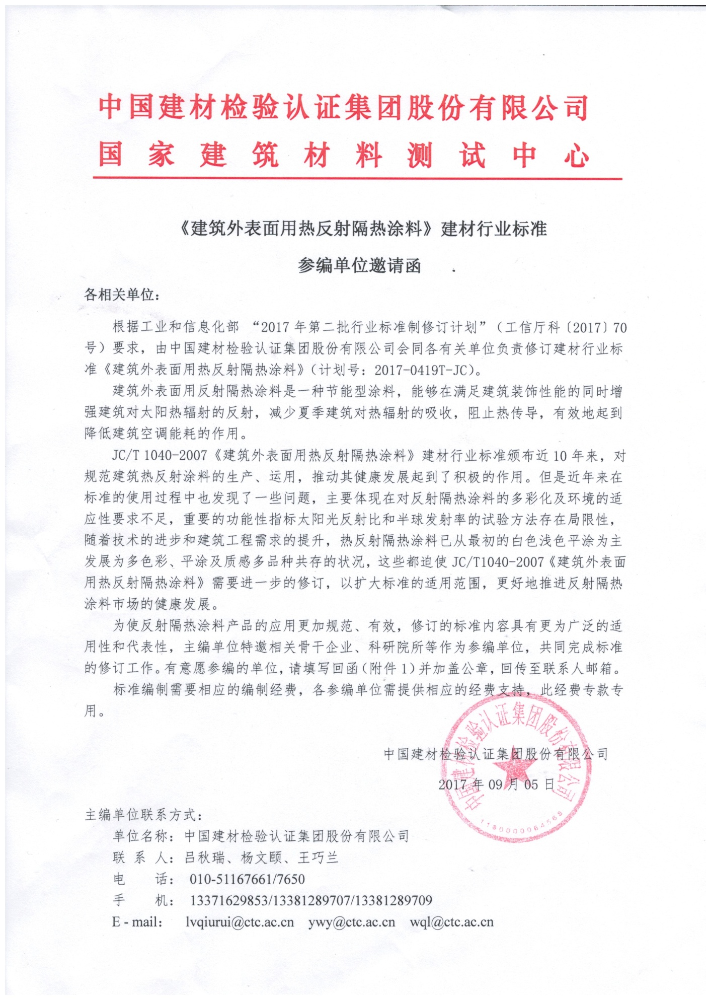 中国建材检验认证集团股份有限公司
国家建筑材料测试中心
《建筑外表面用热反射隔热涂料》建材行业标准
参编单位邀请函
各相关单位：
根据工业和信息化部 “2017 年第二批行业标准制修订计划”（工信厅科〔2017〕70
号）要求，由中国建材检验认证集团股份有限公司会同各有关单位负责修订建材行业标
准《建筑外表面用热反射隔热涂料》（计划号：2017-0419T-JC）。
建筑外表面用反射隔热涂料是一种节能型涂料，能够在满足建筑装饰性能的同时增
强建筑对太阳热辐射的反射，减少夏季建筑对热辐射的吸收，阻止热传导，有效地起到
降低建筑空调能耗的作用。
JC/T 1040-2007《建筑外表面用热反射隔热涂料》建材行业标准颁布近 10 年来，对
规范建筑热反射涂料的生产、运用，推动其健康发展起到了积极的作用。但是近年来在
标准的使用过程中也发现了一些问题，主要体现在对反射隔热涂料的多彩化及环境的适
应性要求不足，重要的功能性指标太阳光反射比和半球发射率的试验方法存在局限性，
随着技术的进步和建筑工程需求的提升，热反射隔热涂料已从最初的白色浅色平涂为主
发展为多色彩、平涂及质感多品种共存的状况，这些都迫使 JC/T1040-2007《建筑外表面
用热反射隔热涂料》需要进一步的修订，以扩大标准的适用范围，更好地推进反射隔热
涂料市场的健康发展。
为使反射隔热涂料产品的应用更加规范、有效，修订的标准内容具有更为广泛的适
用性和代表性，主编单位特邀相关骨干企业、科研院所等作为参编单位，共同完成标准
的修订工作。有意愿参编的单位，请填写回函（附件 1）并加盖公章，回传至联系人邮箱。
标准编制需要相应的编制经费，各参编单位需提供相应的经费支持，此经费专款专
用。
中国建材检验认证集团股份有限公司
2017 年 09 月 05 日
中国建材检验认证集团股份有限公司
主编单位联系方式：
单位名称：中国建材检验认证集团股份有限公司
联 系 人：吕秋瑞、杨文颐、王巧兰
电 话： 010-51167661/7650
手 机： 13371629853/13381289707/13381289709
E - mail： lvqiurui@ctc.ac.cn ywy@ctc.ac.cn wql@ctc.ac.cn